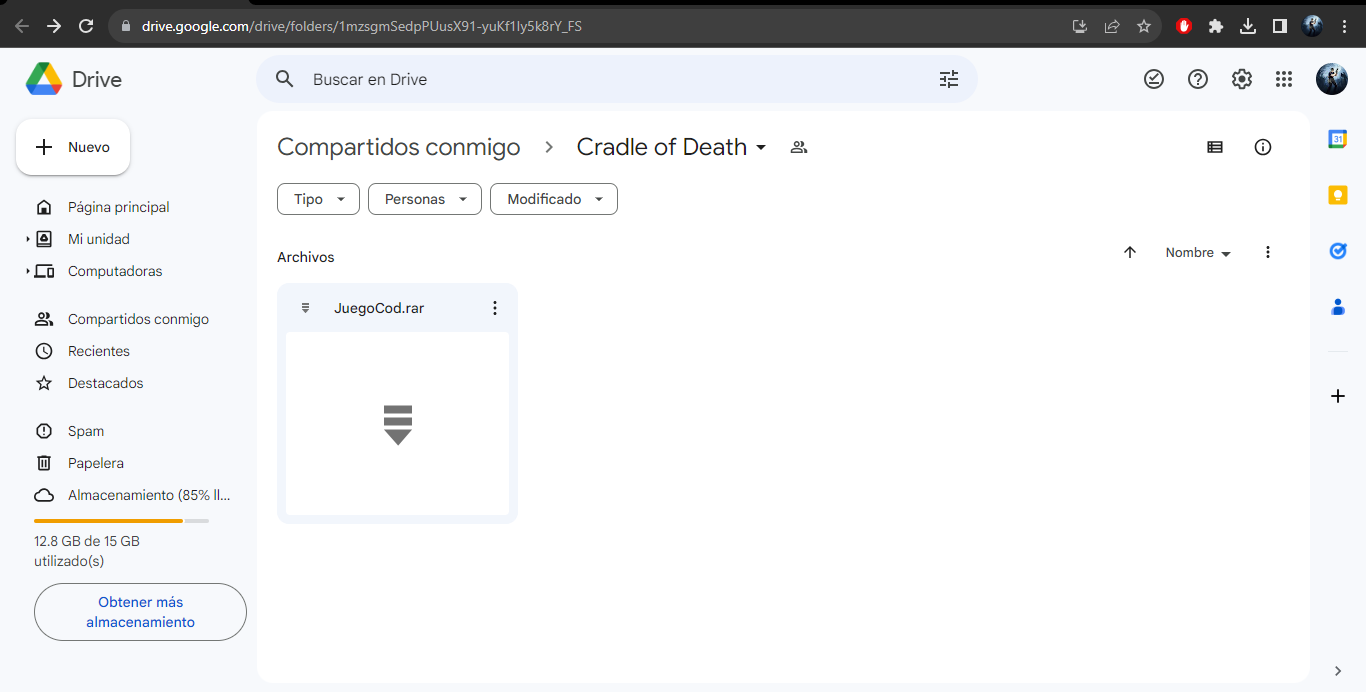 drive.google.com/drive/folders/1mzsgmSedpPUusX91-yuKf1ly5k8rY_FS
Drive
Buscar en Drive
Nuevo
Compartidos conmigo > Cradle of Death
Tipo Personas Modificado
Página principal
Mi unidad
Computadoras
Archivos
Nombre
JuegoCod.rar
Compartidos conmigo
Recientes
Destacados
Spam
Papelera
Almacenamiento (85% ll...
12.8 GB de 15 GB
utilizado(s)
Obtener más
almacenamiento
31